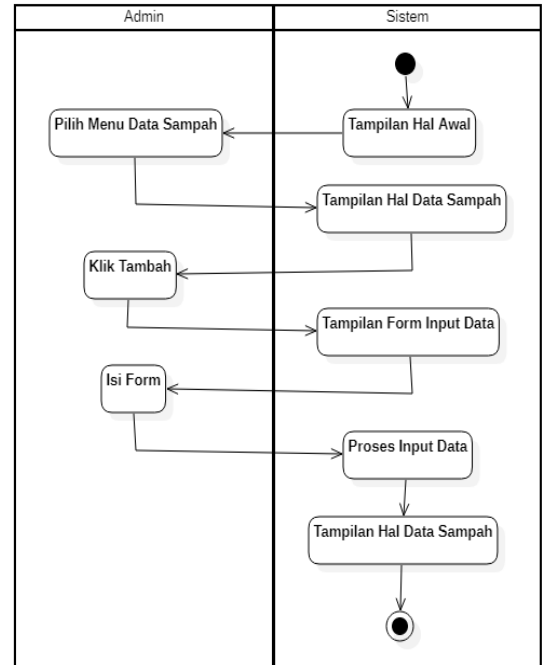 Admin
Sistem
Tampilan Hal Awal
Pilih Menu Data Sampah
Tampilan Hal Data Sampah
Klik Tambah
Tampilan Form Input Data
Isi Form
Proses Input Data
Tampilan Hal Data Sampah